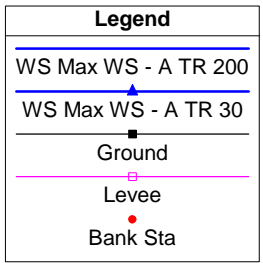 Legend
WS Max WS - A TR 200
WS Max WS - A TR 30
Ground
Levee
Bank Sta